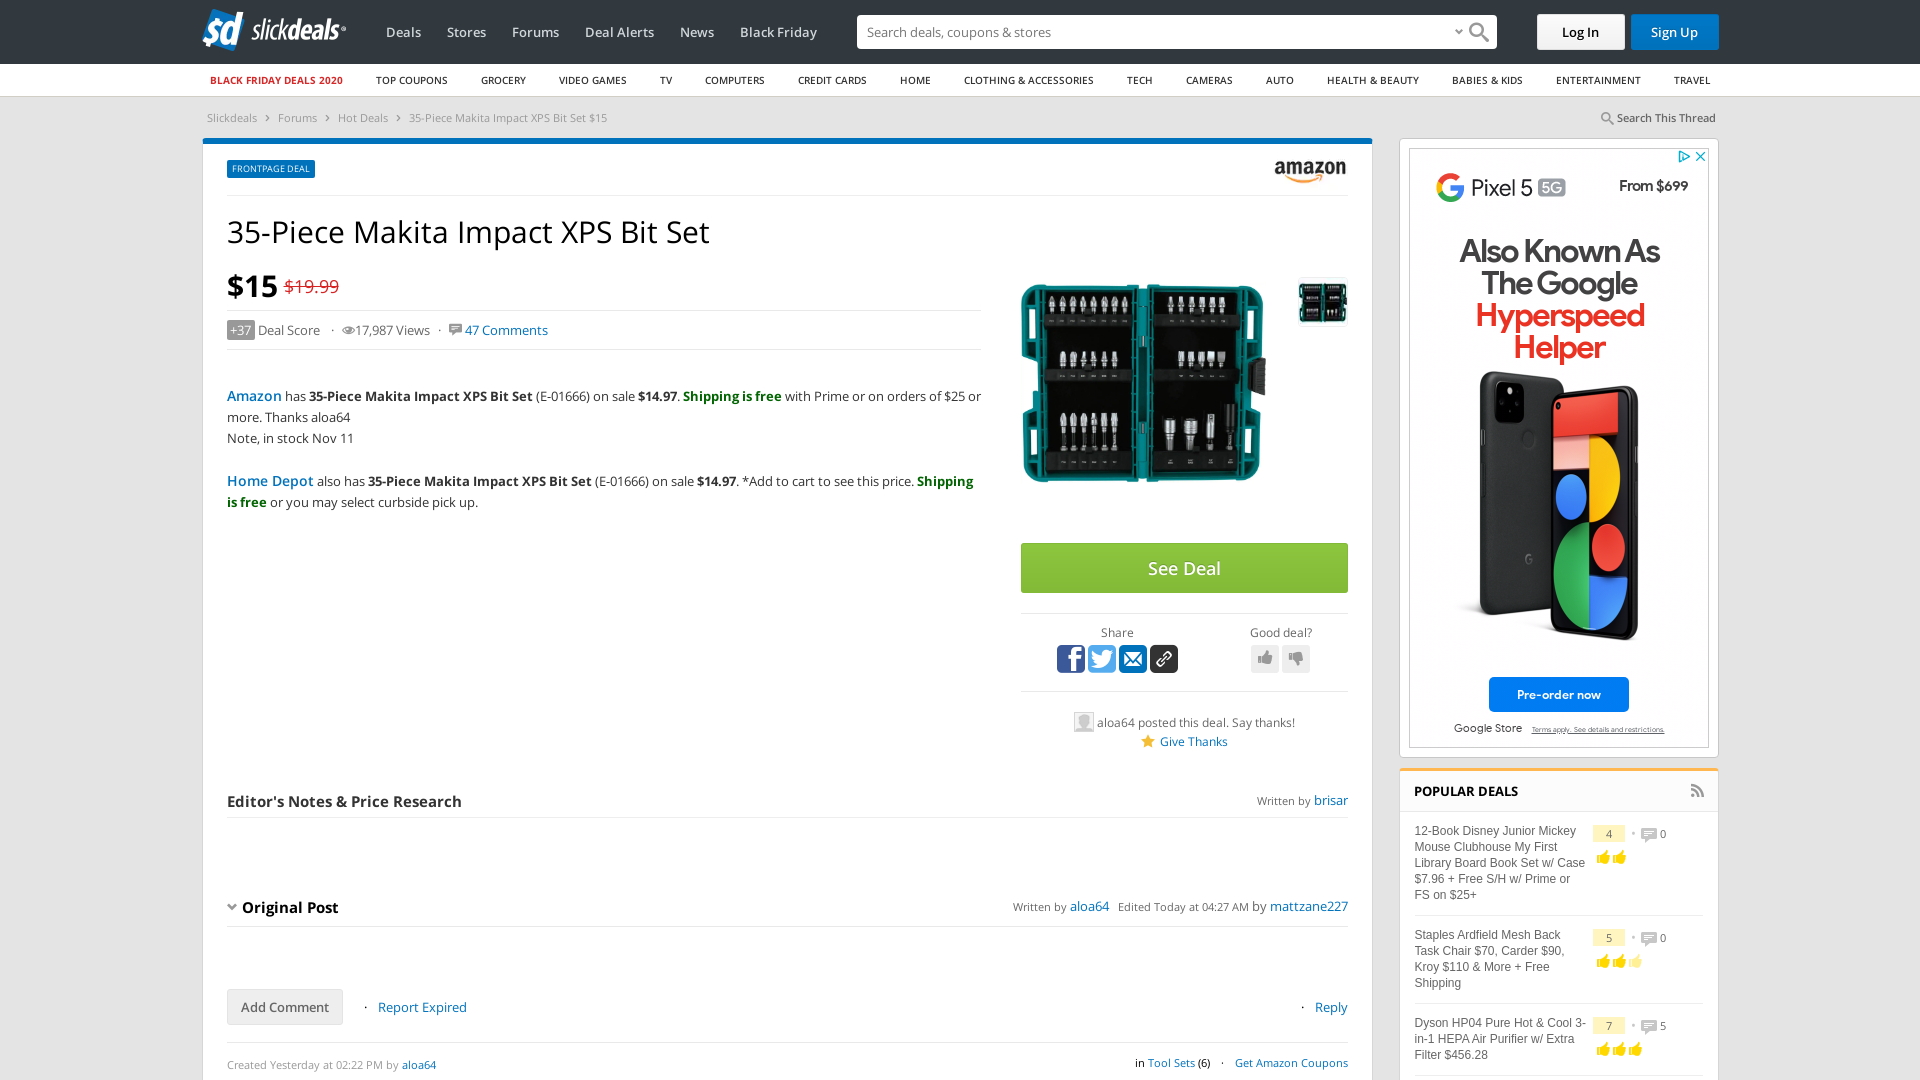 sd slickdeals
Deals Stores Forums Deal Alerts News Black Friday
Search deals, coupons & stores
Log In Sign Up
BLACK FRIDAY DEALS 2020 TOP COUPONS GROCERY VIDEO GAMES TV COMPUTERS CREDIT CARDS HOME CLOTHING & ACCESSORIES TECH CAMERAS AUTO HEALTH & BEAUTY BABIES & KIDS ENTERTAINMENT TRAVEL
Slickdeals › Forums › Hot Deals › 35-Piece Makita Impact XPS Bit Set $15
Search This Thread
FRONTPAGE DEAL
amazon
35-Piece Makita Impact XPS Bit Set
$15 $19.99
+37 Deal Score · 17,987 Views · 47 Comments
Amazon has 35-Piece Makita Impact XPS Bit Set (E-01666) on sale $14.97. Shipping is free with Prime or on orders of $25 or
more. Thanks aloa64
Note, in stock Nov 11
Home Depot also has 35-Piece Makita Impact XPS Bit Set (E-01666) on sale $14.97. *Add to cart to see this price. Shipping
is free or you may select curbside pick up.
See Deal
Share
Good deal?
aloa64 posted this deal. Say thanks!
Give Thanks
Editor's Notes & Price Research
Written by brisar
Original Post
Written by aloa64 Edited Today at 04:27 AM by mattzane227
Add Comment · Report Expired
· Reply
Created Yesterday at 02:22 PM by aloa64
in Tool Sets (6) · Get Amazon Coupons
G Pixel 5 5G
From $699
Also Known As
The Google
Hyperspeed
Helper
G
Pre-order now
Google Store Terms apply. See details and restrictions.
POPULAR DEALS
12-Book Disney Junior Mickey
Mouse Clubhouse My First
Library Board Book Set w/ Case
$7.96 + Free S/H w/ Prime or
FS on $25+
4 • 0
Staples Ardfield Mesh Back
Task Chair $70, Carder $90,
Kroy $110 & More + Free
Shipping
5 • 0
Dyson HP04 Pure Hot & Cool 3-
in-1 HEPA Air Purifier w/ Extra
Filter $456.28
7 • 5